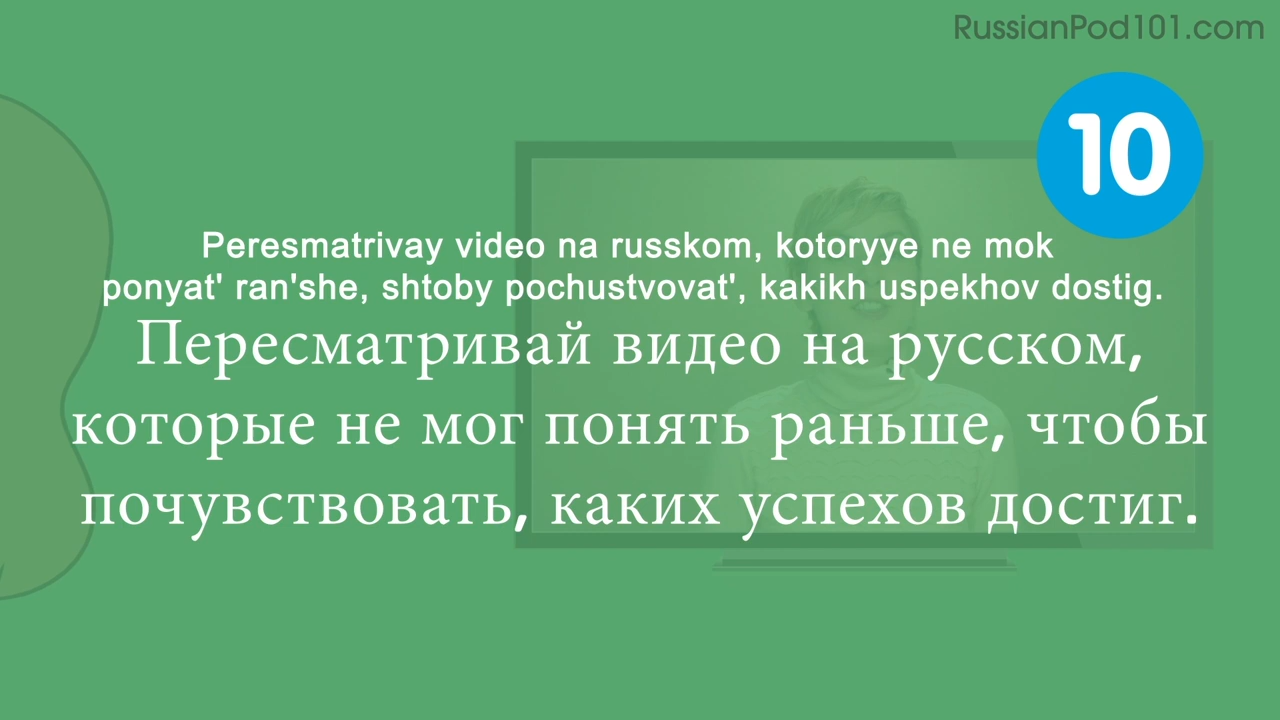 RussianPod101.com
10
Peresmatrivay video na russkom, kotoryye ne mok
ponyat' ran'she, shtoby pochustvovat', kakikh uspekhov dostig.
Пересматривай видео на русском,
которые не мог понять раньше, чтобы
почувствовать, каких успехов достиг.